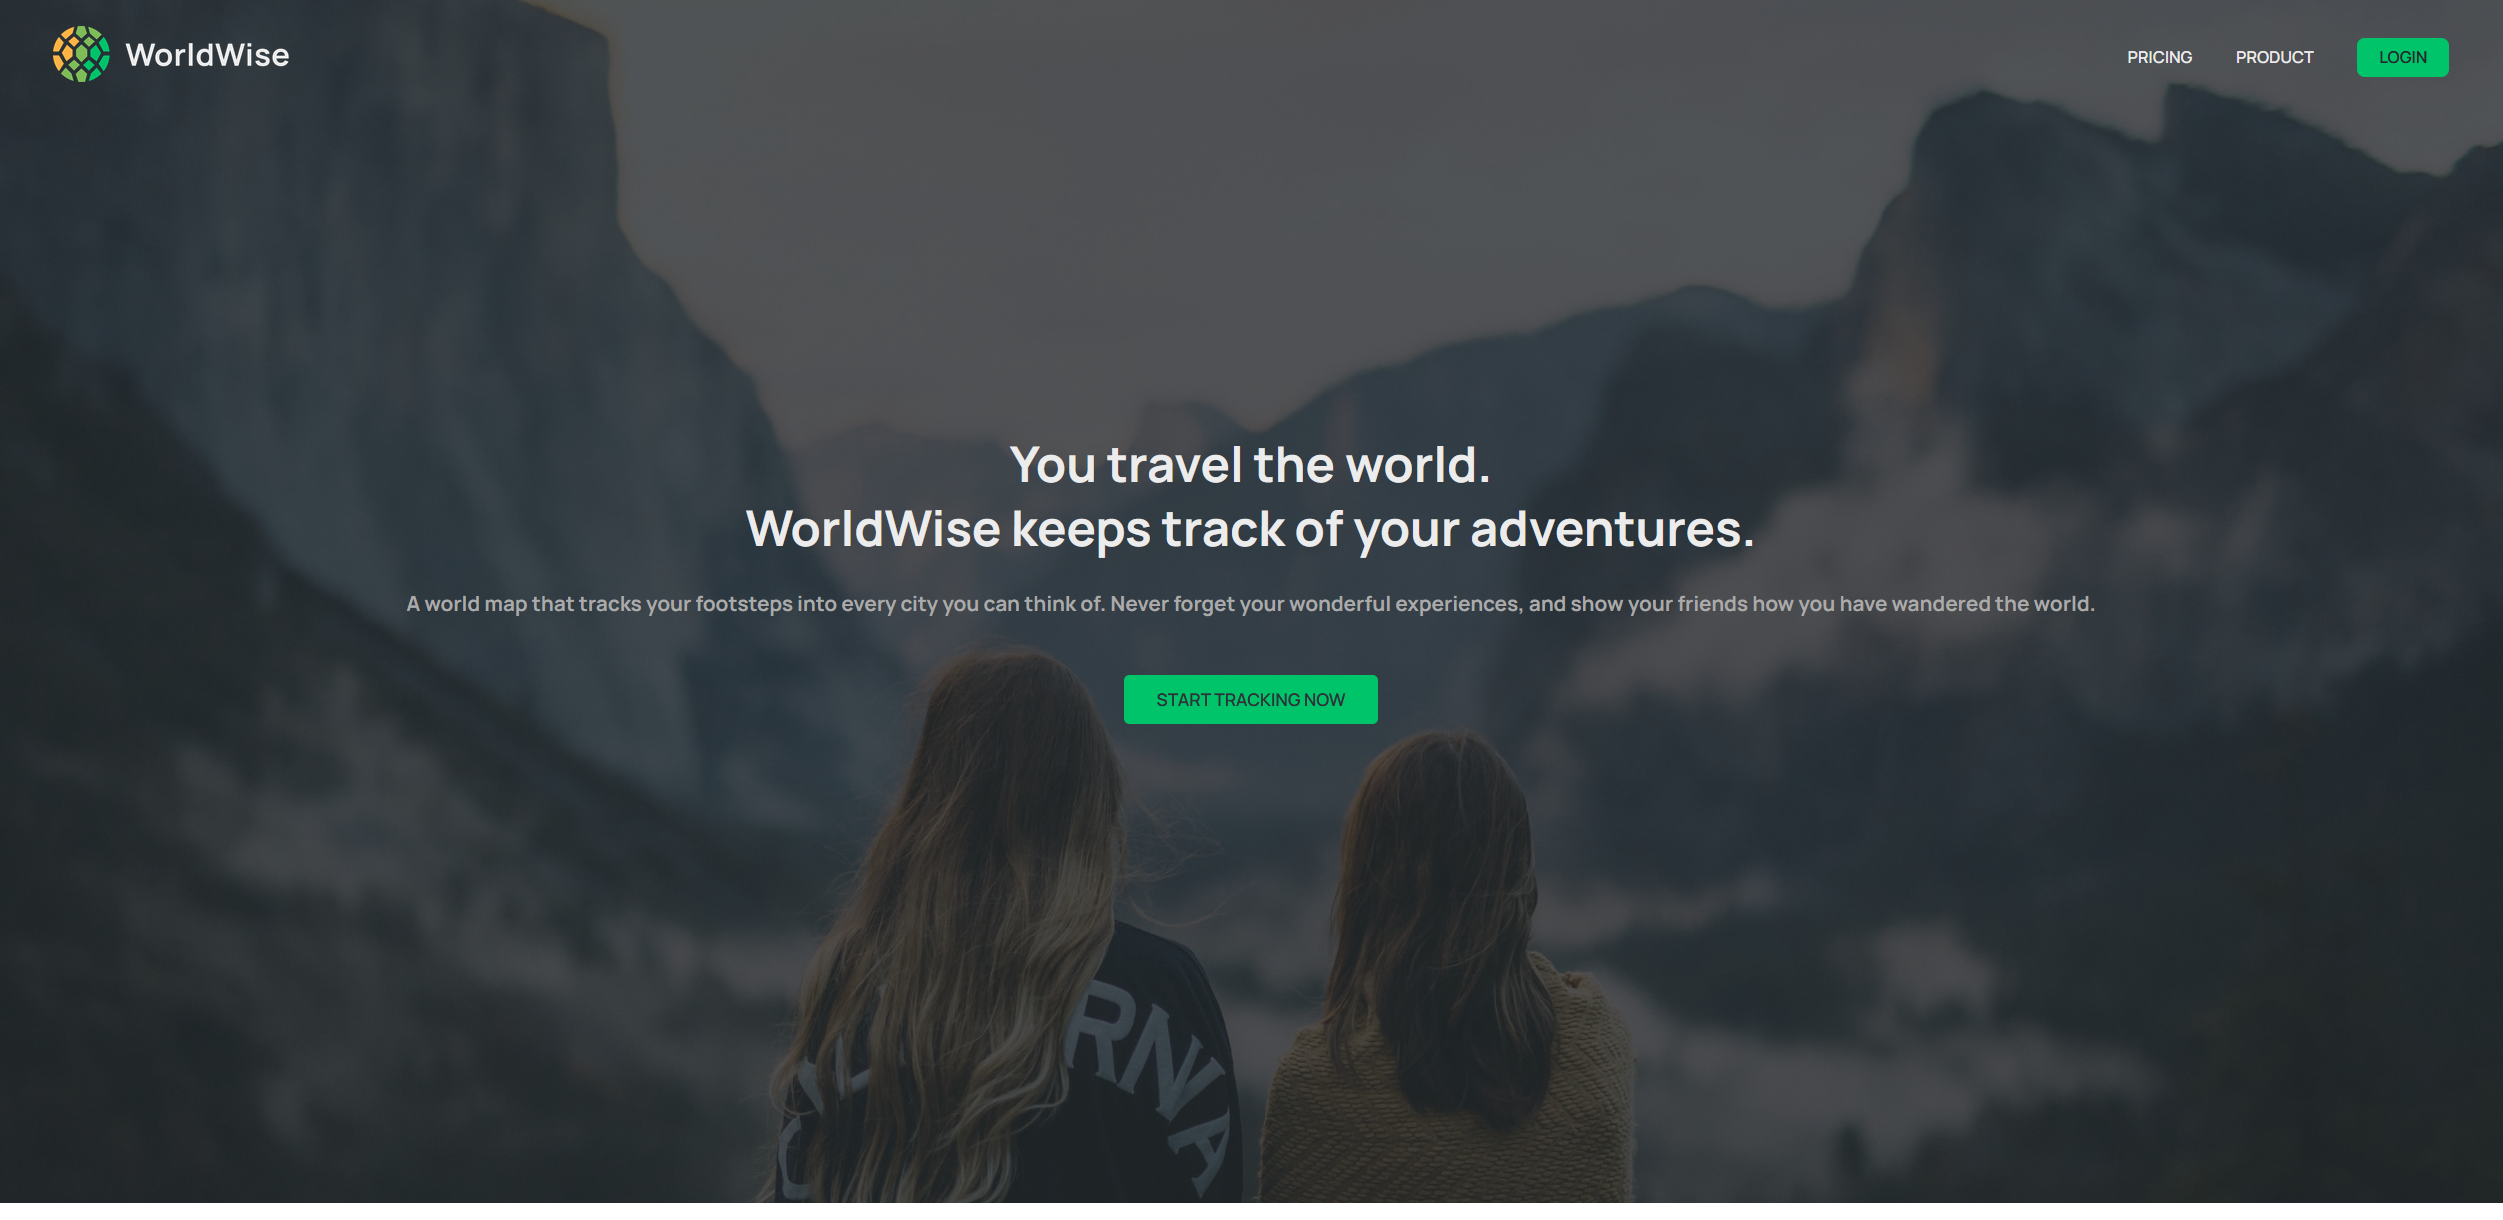 WorldWise
PRICING
PRODUCT
LOGIN
You travel the world.
WorldWise keeps track of your adventures.
A world map that tracks your footsteps into every city you can think of. Never forget your wonderful experiences, and show your friends how you have wandered the world.
START TRACKING NOW
RNA